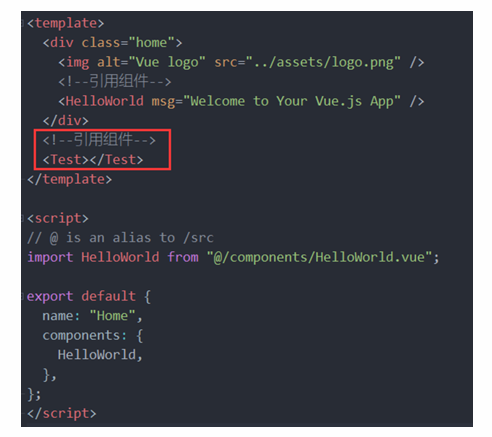 <template>
<div class="home">
<img alt="Vue logo" src="../assets/logo.png" />
<!--引用组件-->
<HelloWorld msg="Welcome to Your Vue.js App" />
</div>
<!--引用组件-->
<Test></Test>
</template>
<script>
// @ is an alias to /src
import HelloWorld from "@/components/HelloWorld.vue";
export default {
name: "Home",
components: {
HelloWorld,
},
};
</script>